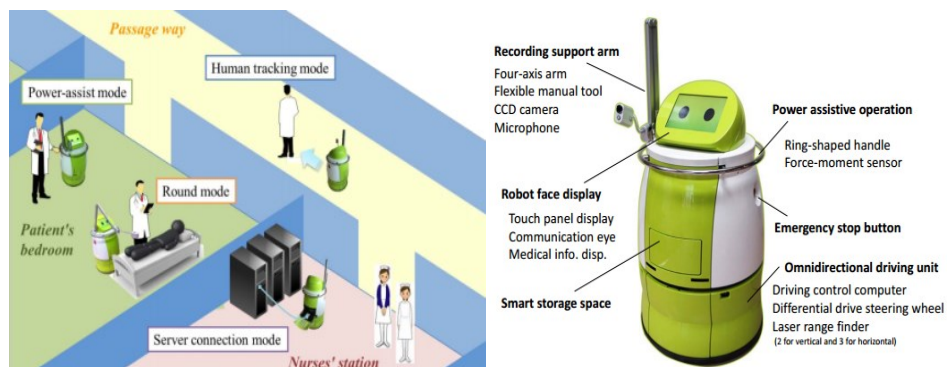 Passage way
Human tracking mode
Power-assist mode
Round mode
Patient's
bedroom
Server connection mode
Nurses' station
Recording support arm
Four-axis arm
Flexible manual tool
CCD camera
Microphone
Power assistive operation
Ring-shaped handle
Force-moment sensor
Robot face display
Touch panel display
Communication eye
Medical info. disp.
Emergency stop button
Smart storage space
Omnidirectional driving unit
Driving control computer
Differential drive steering wheel
Laser range finder
(2 for vertical and 3 for horizontal)